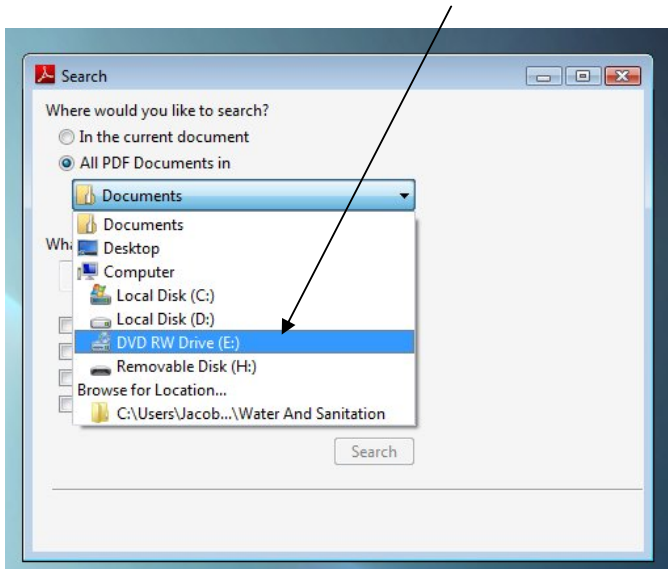 Search
Where would you like to search?
In the current document
All PDF Documents in
Documents
Documents
Wha
Desktop
Computer
Local Disk (C:)
Local Disk (D:)
DVD RW Drive (E:)
Removable Disk (H:)
Browse for Location...
C:\Users\Jacob...\Water And Sanitation
Search